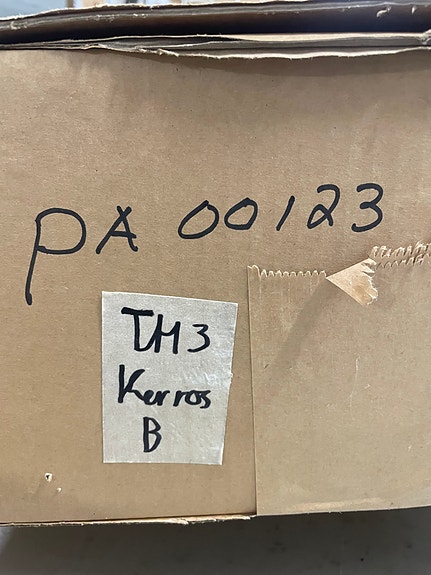 PA 00123
TH3
Kerros
B